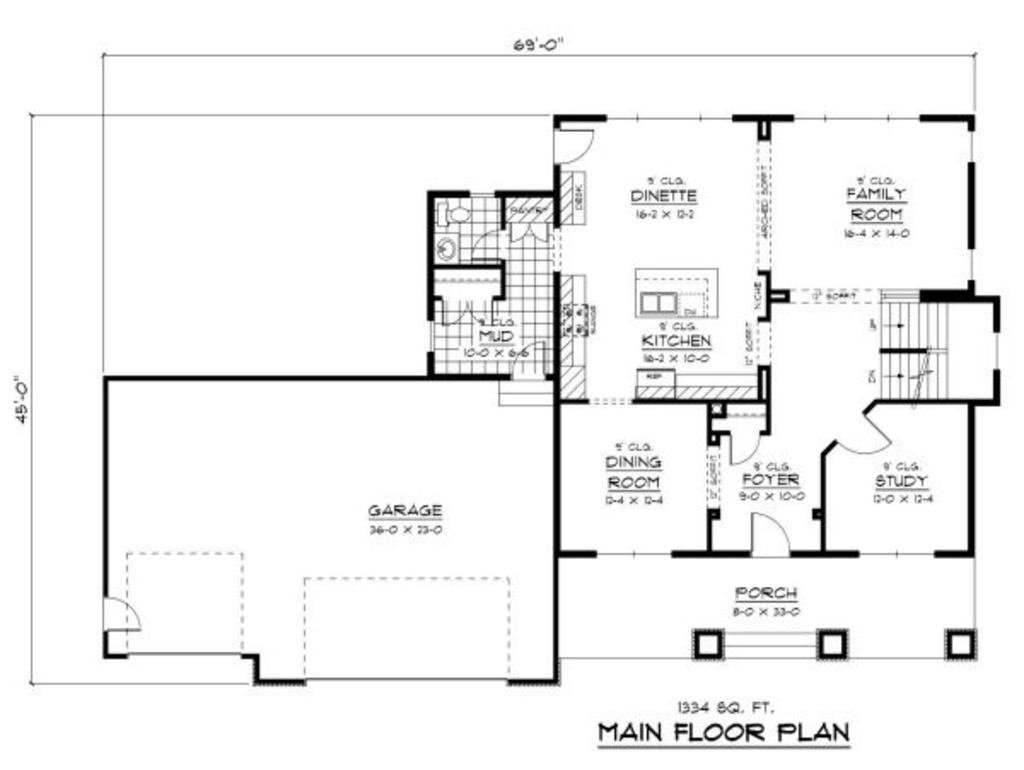 69'-0"
45'-0"
9' CLG.
DINETTE
16-2 X 12-2
DESK
PANTRY
ARCHED SOFFIT
9' CLG.
FAMILY
ROOM
16-4 X 14-0
12" SOFFIT
NICHE
12" SOFFIT
RANGE
DW
9' CLG.
KITCHEN
16-2 X 10-0
REF
UP
DN
9' CLG.
MUD
10-0 X 6-6
9' CLG.
DINING
ROOM
12-4 X 12-4
12" SOFFIT
9' CLG.
FOYER
9-0 X 10-0
9' CLG.
STUDY
12-0 X 12-4
GARAGE
36-0 X 23-0
PORCH
8-0 X 33-0
1334 SQ. FT.
MAIN FLOOR PLAN